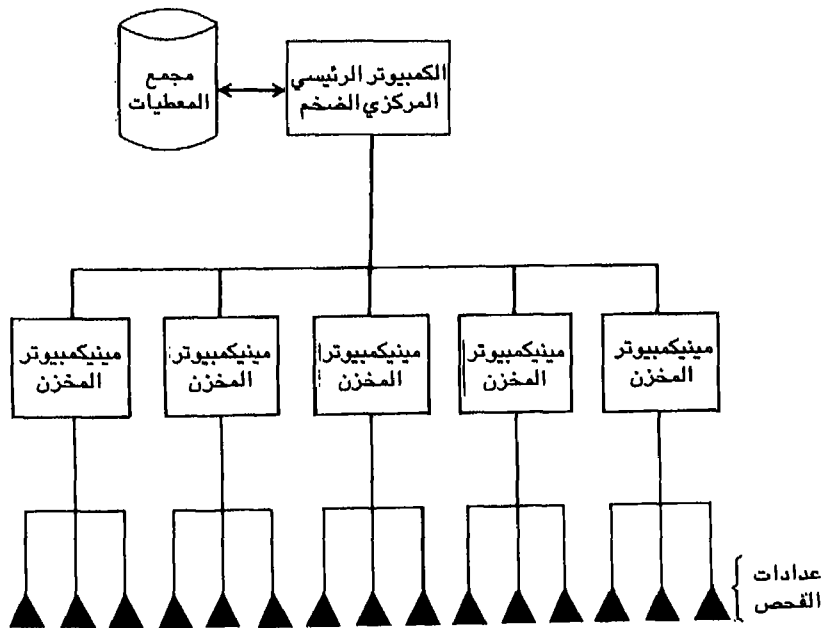 الكمبيوتر الرئيسي
المركزي الضخم
مجمع
المعطيات
مينيكمبيوتر
المخزن
مينيكمبيوتر
المخزن
مينيكمبيوتر
المخزن
مينيكمبيوتر
المخزن
مينيكمبيوتر
المخزن
عدادات
الفحص